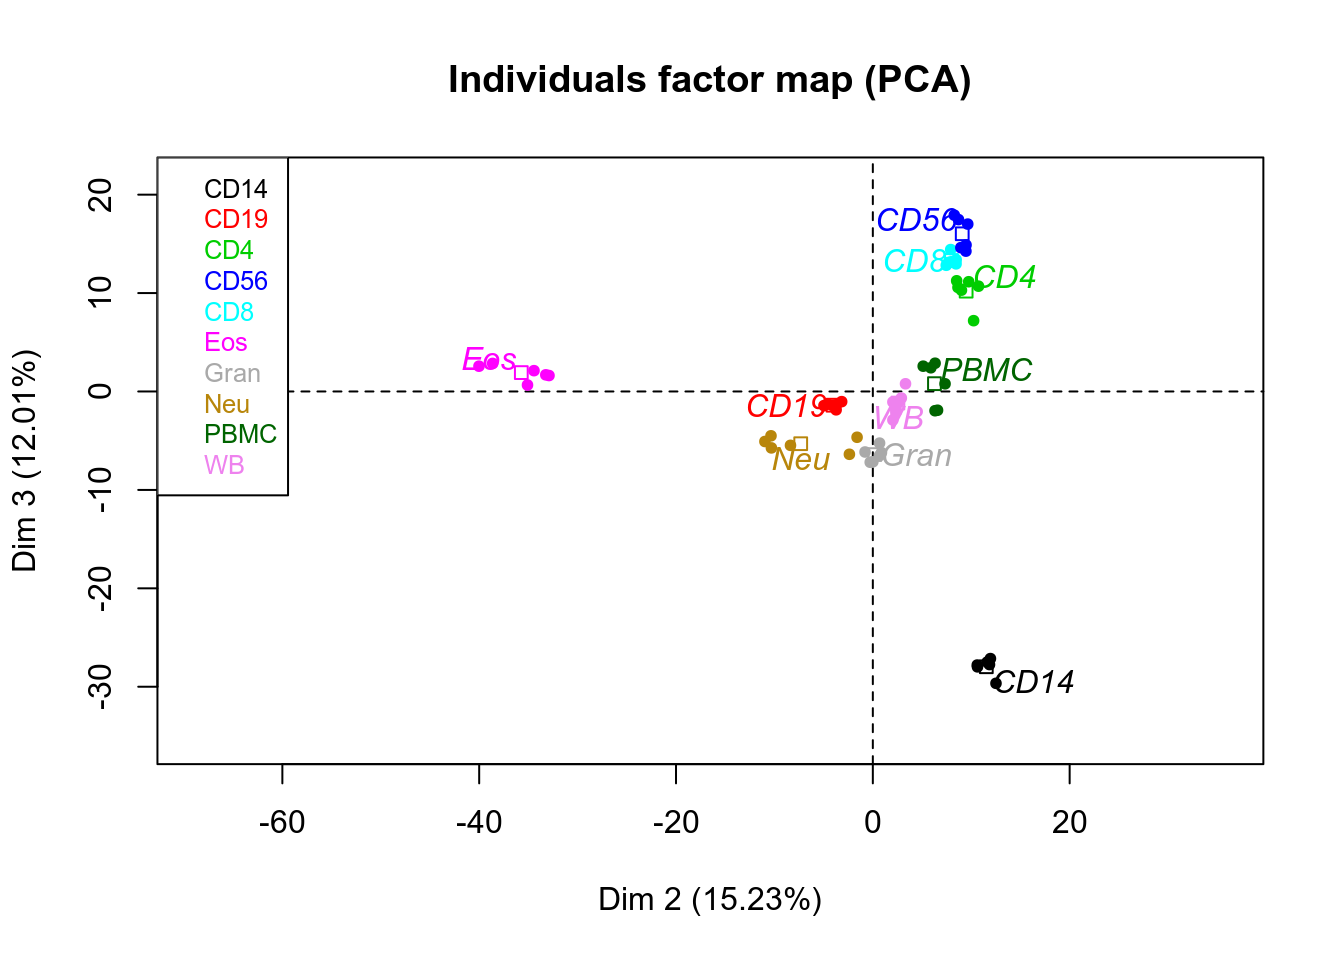 Individuals factor map (PCA)
CD14
CD19
CD4
CD56
CD8
Eos
Gran
Neu
PBMC
WB
CD56
CD8
CD4
Eos
PBMC
CD19
WB
Neu
Gran
CD14
20
10
0
-10
-20
-30
Dim 3 (12.01%)
-60
-40
-20
0
20
Dim 2 (15.23%)